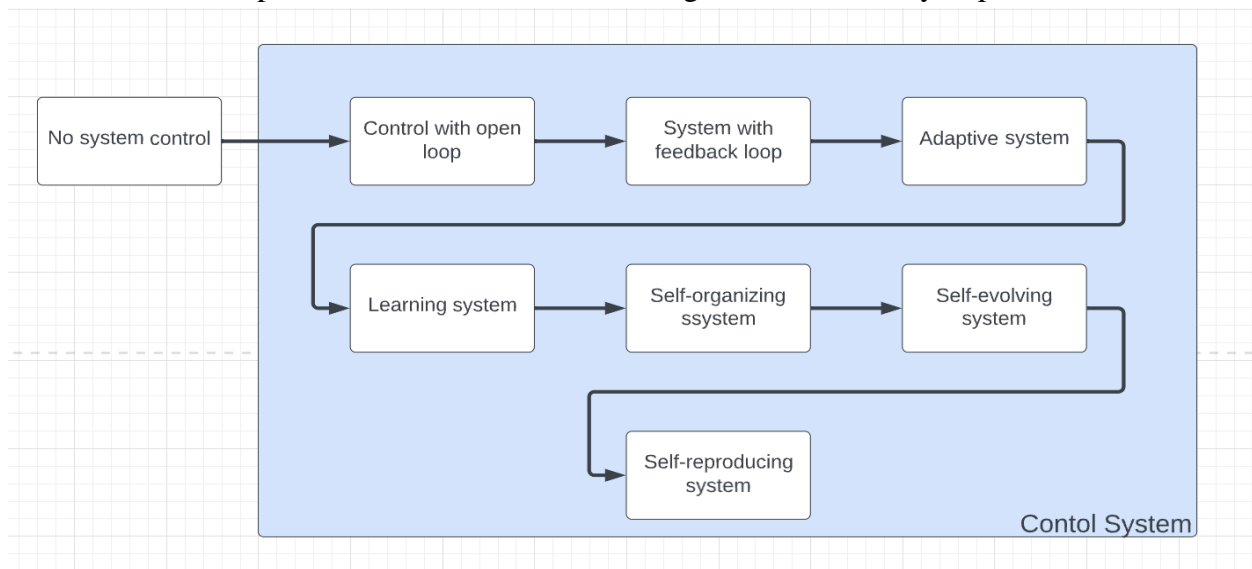 No system control
Control with open
loop
System with
feedback loop
Adaptive system
Learning system
Self-organizing
ssystem
Self-evolving
system
Self-reproducing
system
Contol System